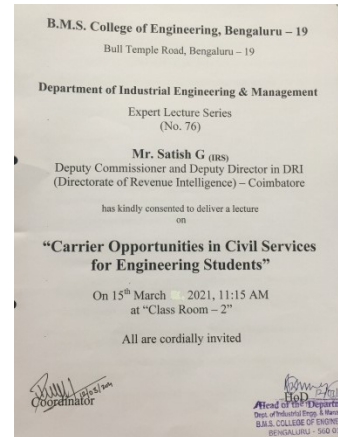 B.M.S. College of Engineering, Bengaluru – 19
Bull Temple Road, Bengaluru – 19
Department of Industrial Engineering & Management
Expert Lecture Series
(No. 76)
Mr. Satish G (IRS)
Deputy Commissioner and Deputy Director in DRI
(Directorate of Revenue Intelligence) – Coimbatore
has kindly consented to deliver a lecture
on
“Carrier Opportunities in Civil Services
for Engineering Students”
On 15th March 2021, 11:15 AM
at “Class Room – 2”
All are cordially invited
Coordinator
HoD
Head of the Depart
Dept. of Industrial Engg. & Mana
B.M.S. COLLEGE OF ENGINE
BENGALURU - 560 0